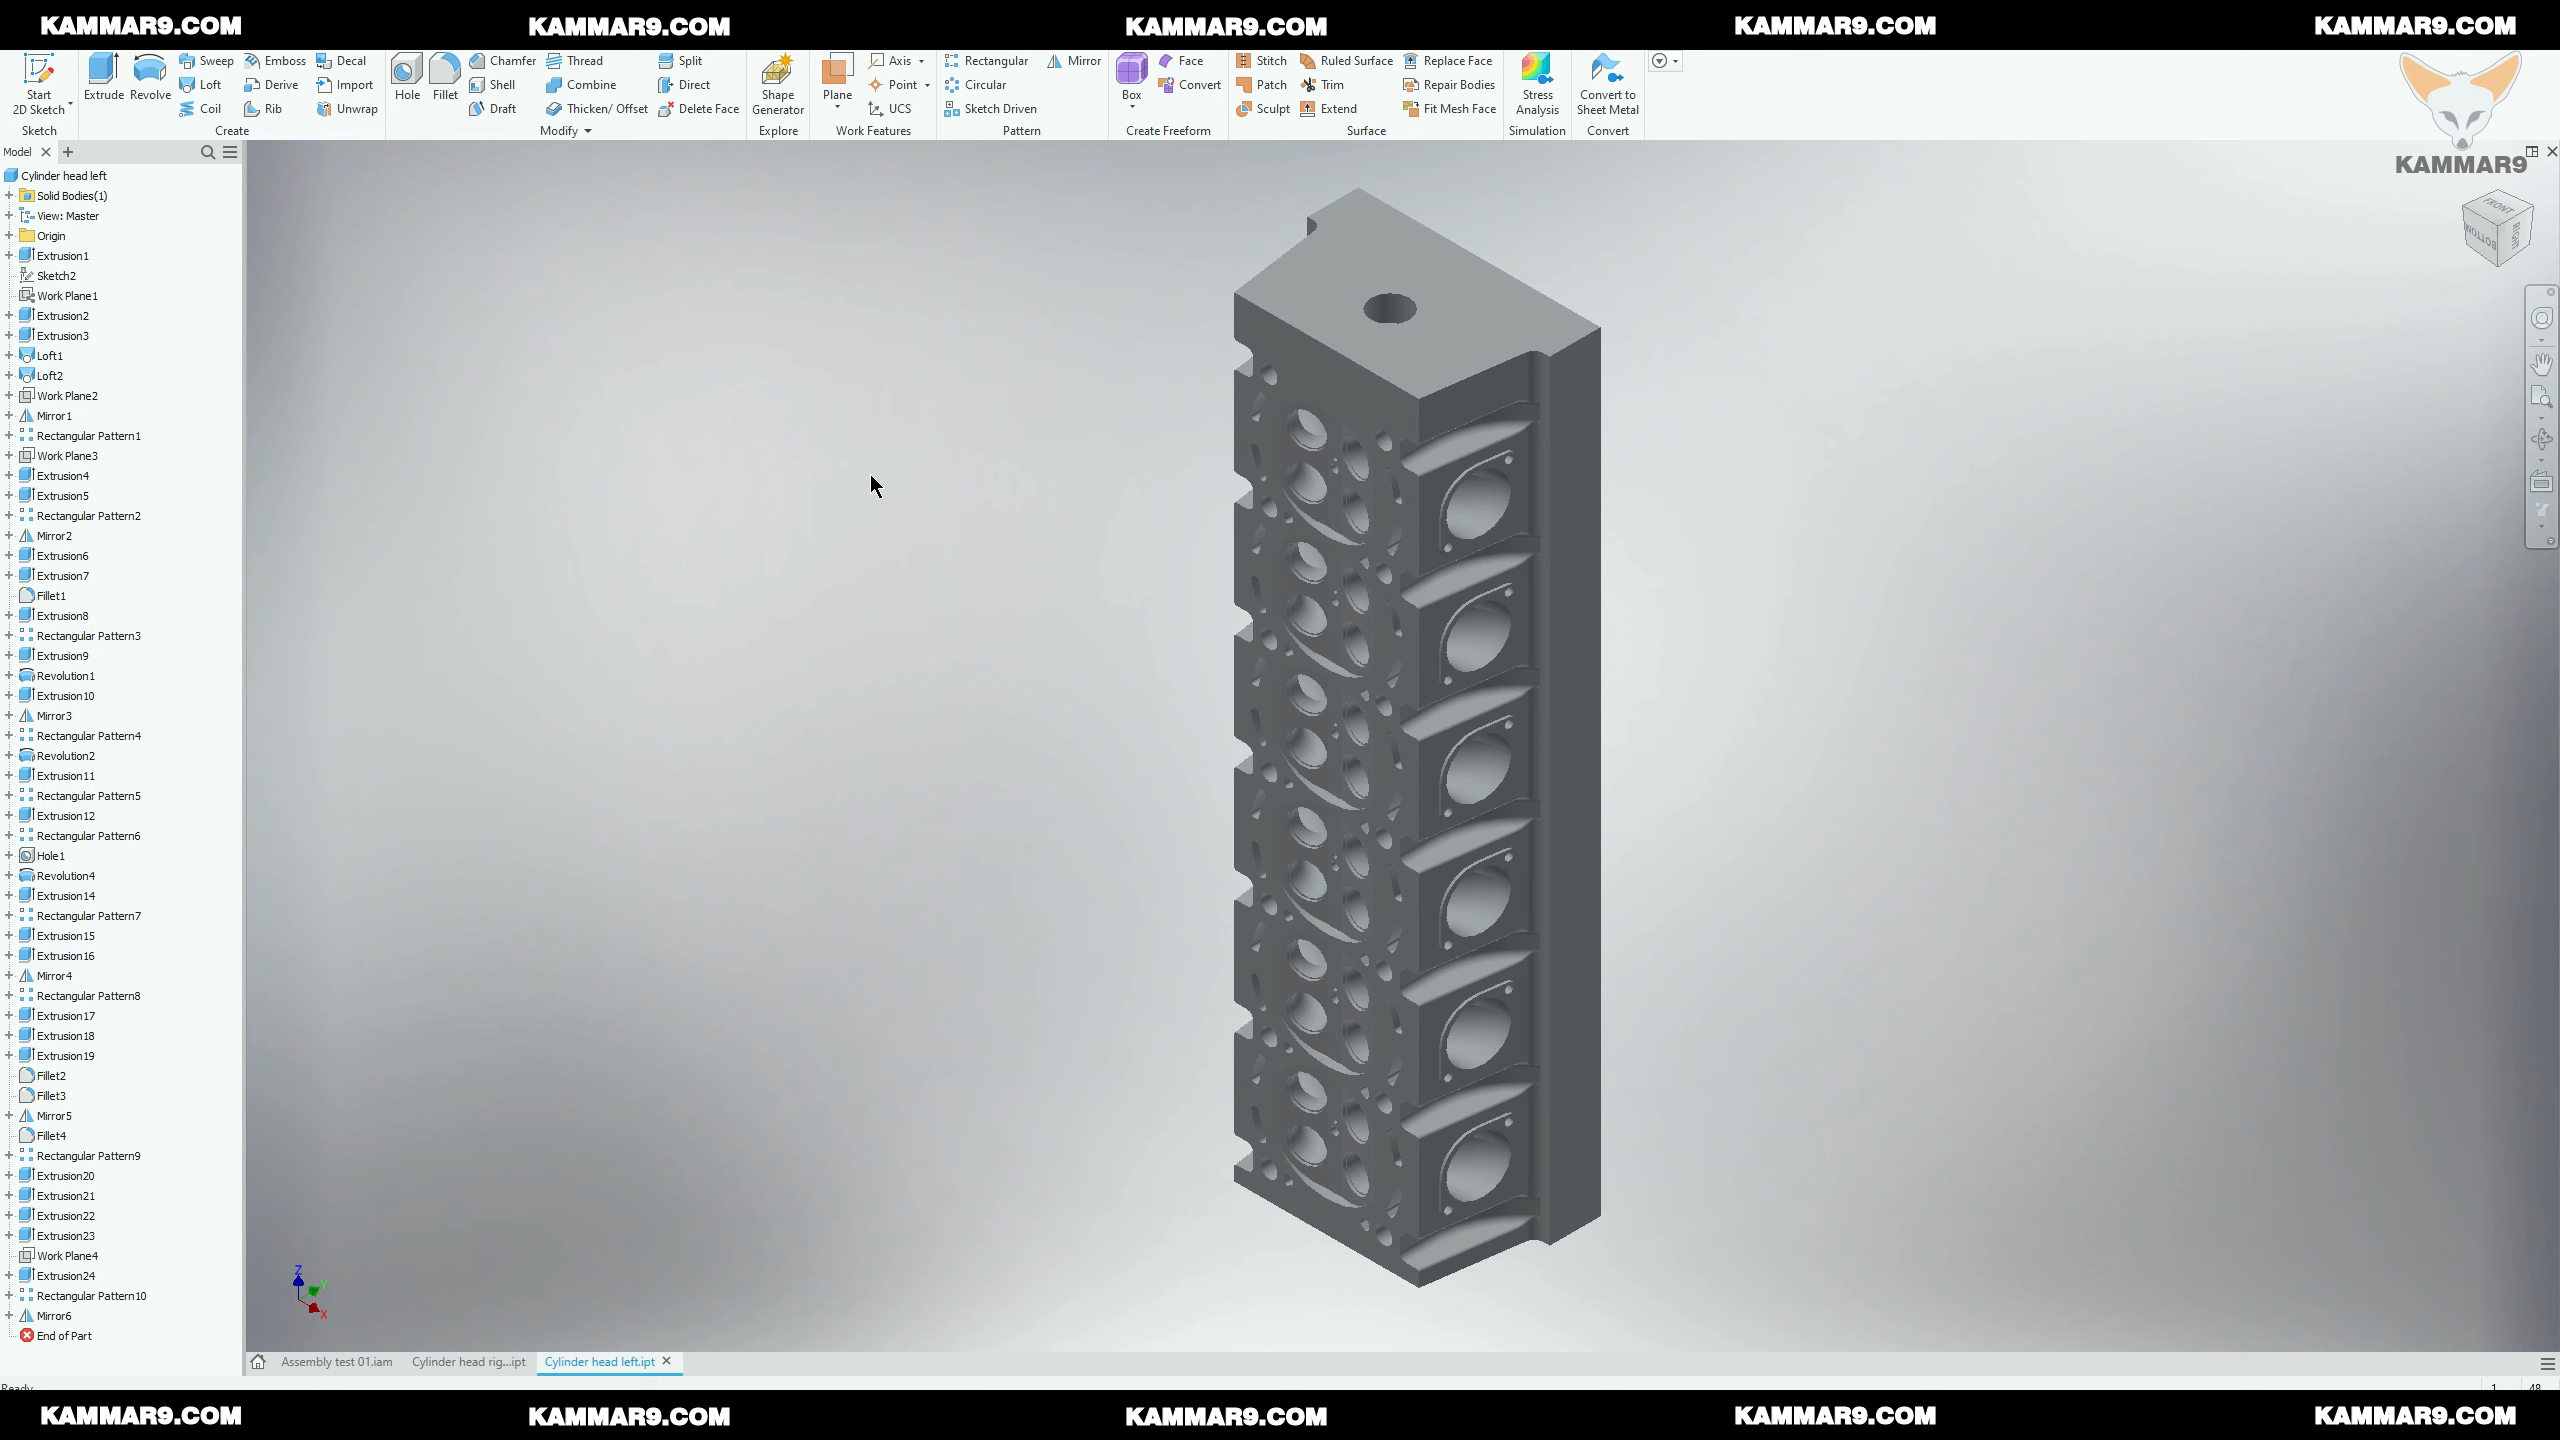 KAMMAR9.COM KAMMAR9.COM KAMMAR9.COM KAMMAR9.COM KAMMAR9.COM
Start 2D Sketch
Sketch
Extrude
Revolve
Sweep
Loft
Coil
Emboss
Derive
Rib
Decal
Import
Unwrap
Create
Hole
Fillet
Chamfer
Shell
Draft
Thread
Combine
Thicken/ Offset
Split
Direct
Delete Face
Modify
Shape Generator
Explore
Plane
Axis
Point
UCS
Work Features
Rectangular
Circular
Sketch Driven
Mirror
Pattern
Box
Face
Convert
Create Freeform
Stitch
Patch
Sculpt
Ruled Surface
Trim
Extend
Replace Face
Repair Bodies
Fit Mesh Face
Surface
Stress Analysis
Simulation
Convert to Sheet Metal
Convert
KAMMAR9
FRONT
BOTTOM
RIGHT
Model
Cylinder head left
Solid Bodies(1)
View: Master
Origin
Extrusion1
Sketch2
Work Plane1
Extrusion2
Extrusion3
Loft1
Loft2
Work Plane2
Mirror1
Rectangular Pattern1
Work Plane3
Extrusion4
Extrusion5
Rectangular Pattern2
Mirror2
Extrusion6
Extrusion7
Fillet1
Extrusion8
Rectangular Pattern3
Extrusion9
Revolution1
Extrusion10
Mirror3
Rectangular Pattern4
Revolution2
Extrusion11
Rectangular Pattern5
Extrusion12
Rectangular Pattern6
Hole1
Revolution4
Extrusion14
Rectangular Pattern7
Extrusion15
Extrusion16
Mirror4
Rectangular Pattern8
Extrusion17
Extrusion18
Extrusion19
Fillet2
Fillet3
Mirror5
Fillet4
Rectangular Pattern9
Extrusion20
Extrusion21
Extrusion22
Extrusion23
Work Plane4
Extrusion24
Rectangular Pattern10
Mirror6
End of Part
Z
Y
X
Assembly test 01.iam
Cylinder head rig...ipt
Cylinder head left.ipt
Ready
1 48
KAMMAR9.COM KAMMAR9.COM KAMMAR9.COM KAMMAR9.COM KAMMAR9.COM